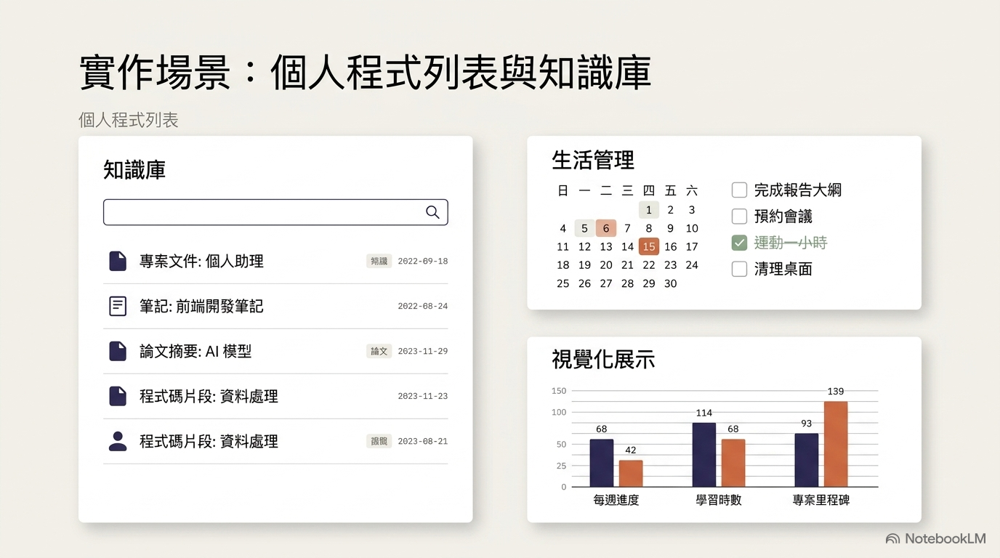 實作場景：個人程式列表與知識庫
個人程式列表
知識庫
專案文件: 個人助理 2022-09-18
筆記: 前端開發筆記 2022-08-24
論文摘要: AI 模型 論文 2023-11-29
程式碼片段: 資料處理 2023-11-23
程式碼片段: 資料處理 2023-08-21
生活管理
日 一 二 三 四 五 六
1 2 3
4 5 6 7 8 9 10
11 12 13 14 15 16 17
18 19 20 21 22 23 24
25 26 27 28 29 30
完成報告大綱
預約會議
運動一小時
清理桌面
視覺化展示
150
100
50
25
0
68
42
114
68
93
139
每週進度
學習時數
專案里程碑
NotebookLM